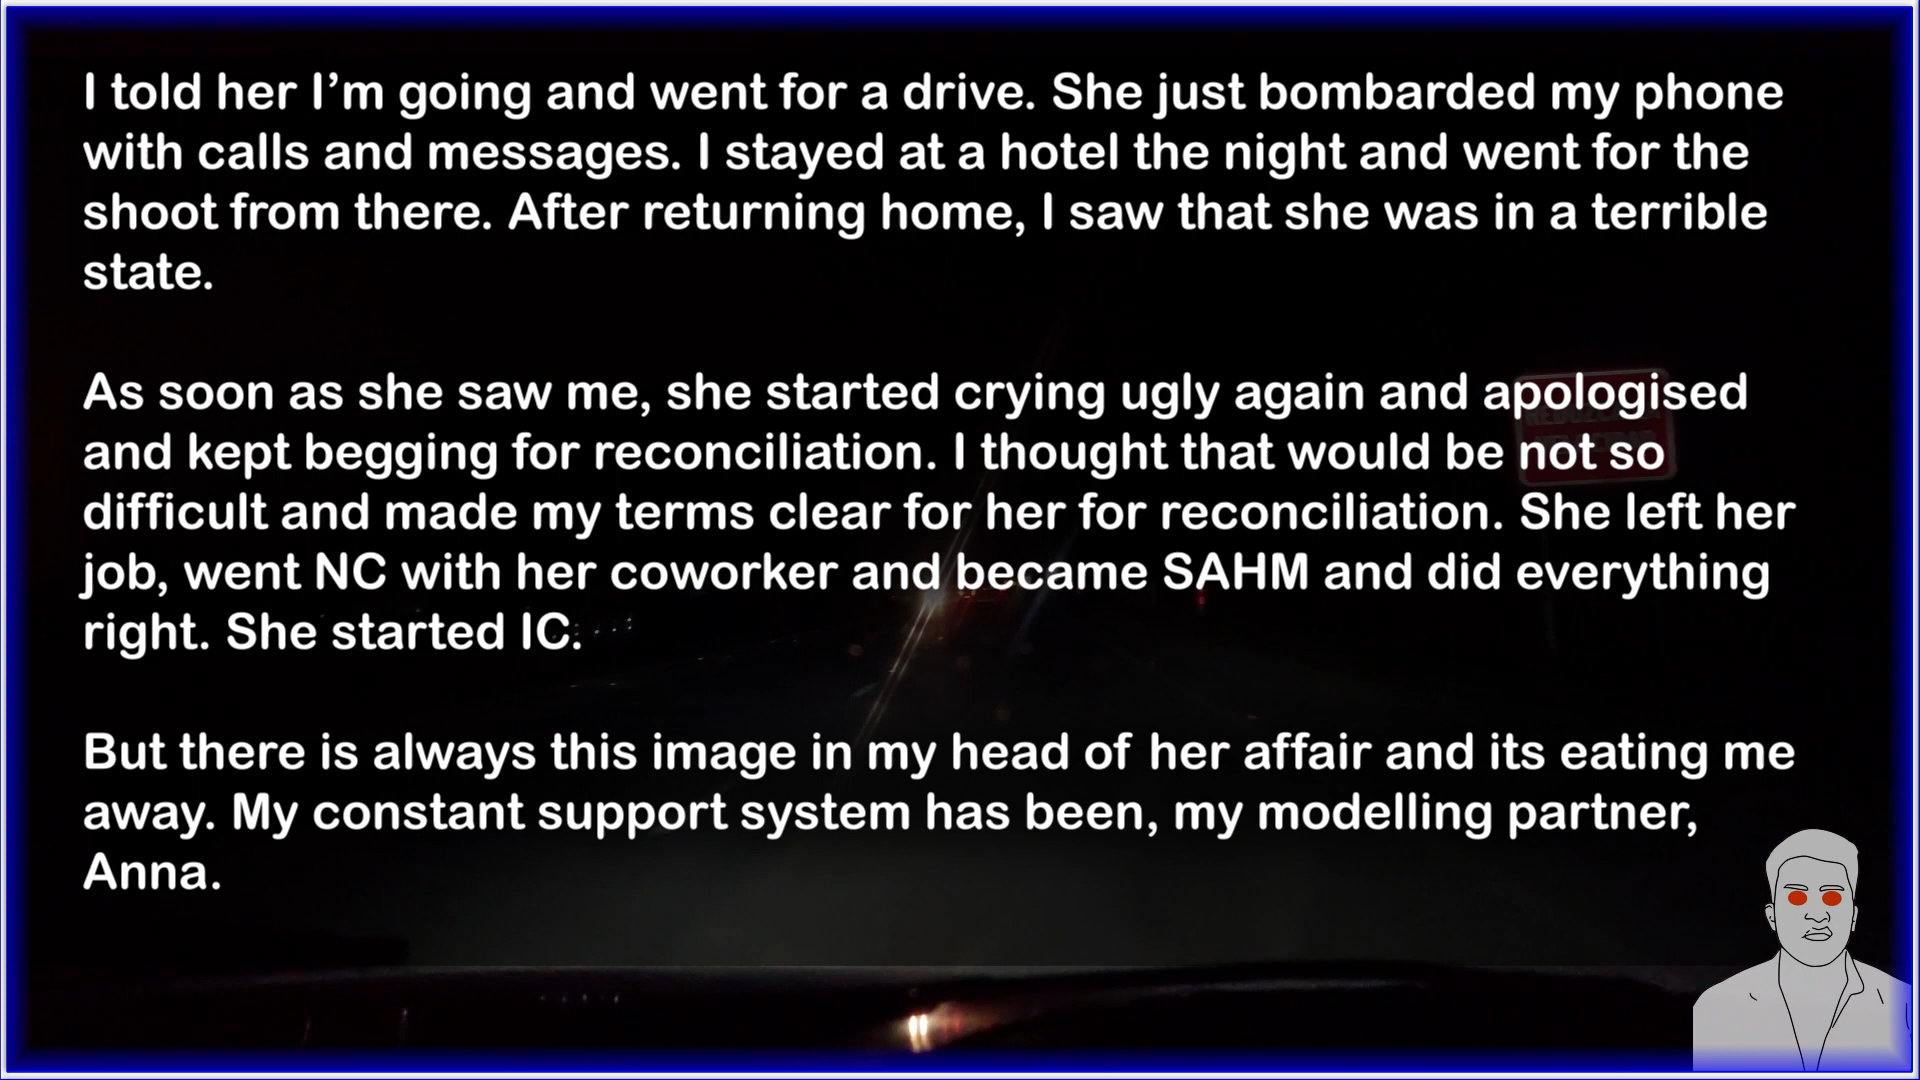 I told her I’m going and went for a drive. She just bombarded my phone
with calls and messages. I stayed at a hotel the night and went for the
shoot from there. After returning home, I saw that she was in a terrible
state.
As soon as she saw me, she started crying ugly again and apologised
and kept begging for reconciliation. I thought that would be not so
difficult and made my terms clear for her for reconciliation. She left her
job, went NC with her coworker and became SAHM and did everything
right. She started IC.
But there is always this image in my head of her affair and its eating me
away. My constant support system has been, my modelling partner,
Anna.